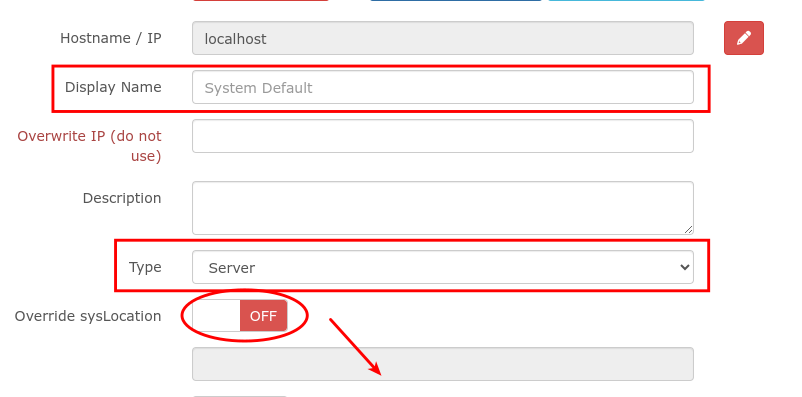 Hostname / IP
localhost
Display Name
System Default
Overwrite IP (do not
use)
Description
Type
Server
Override sysLocation
OFF